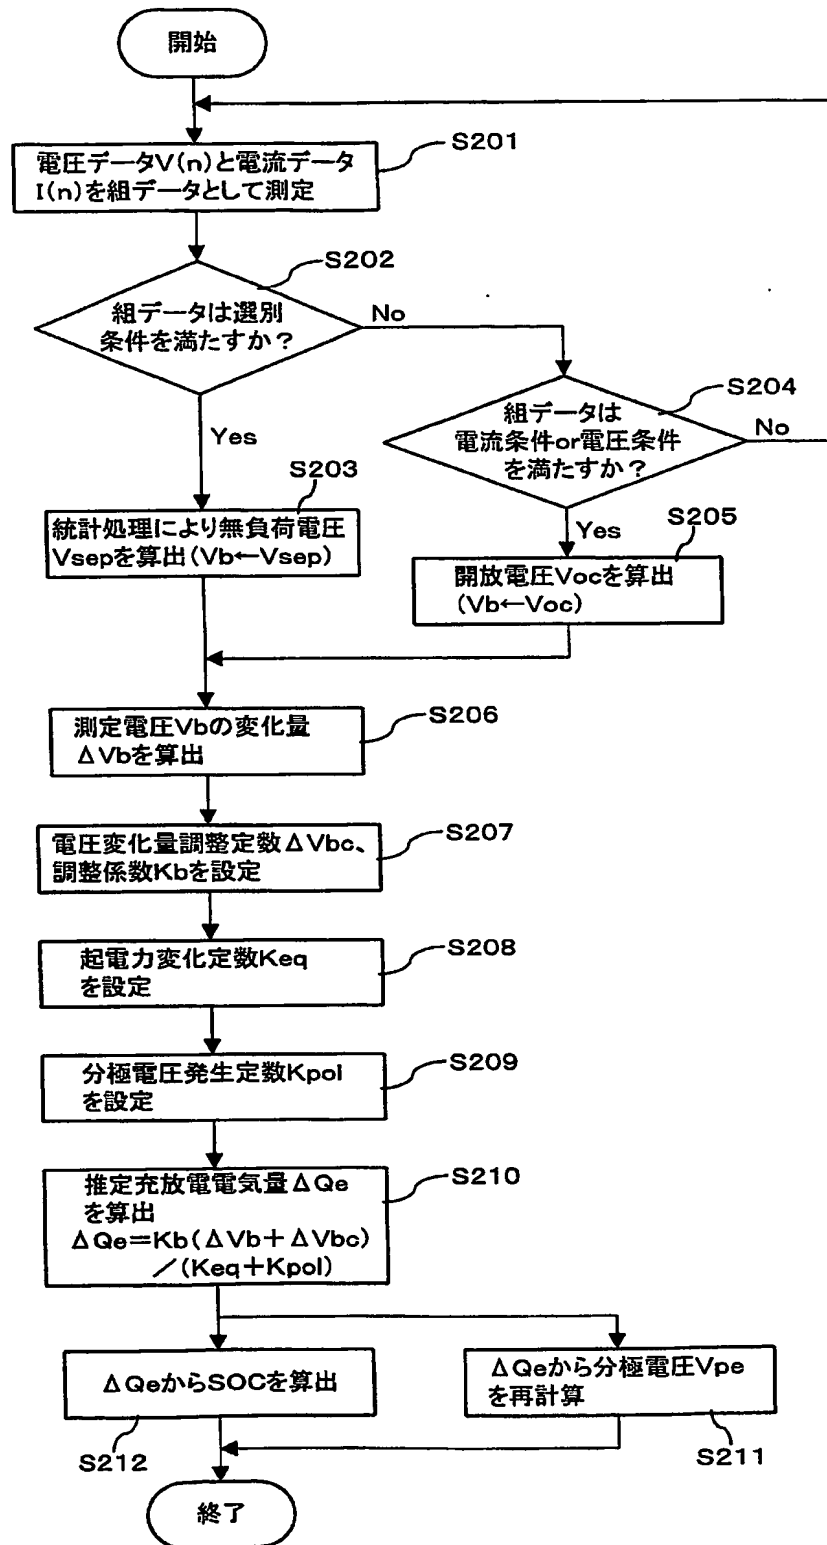 開始
電圧データV(n)と電流データ
I(n)を組データとして測定
S201
S202
組データは選別
条件を満たすか?
No
Yes
S204
組データは
電流条件or電圧条件
を満たすか?
No
Yes
S203
統計処理により無負荷電圧
Vsepを算出(Vb←Vsep)
S205
開放電圧Vocを算出
(Vb←Voc)
測定電圧Vbの変化量
ΔVbを算出
S206
電圧変化量調整定数ΔVbc、
調整係数Kbを設定
S207
起電力変化定数Keq
を設定
S208
分極電圧発生定数Kpol
を設定
S209
推定充放電電気量ΔQe
を算出
ΔQe=Kb(ΔVb+ΔVbc)
/(Keq+Kpol)
S210
ΔQeからSOCを算出
S212
ΔQeから分極電圧Vpe
を再計算
S211
終了